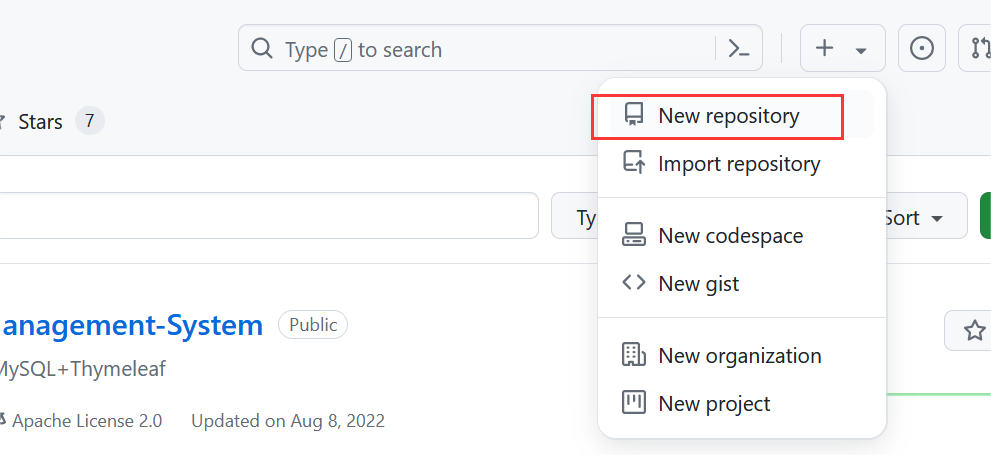 Type / to search
Stars 7
New repository
Import repository
Sort
New codespace
New gist
anagement-System Public
MySQL+Thymeleaf
New organization
New project
Apache License 2.0 Updated on Aug 8, 2022